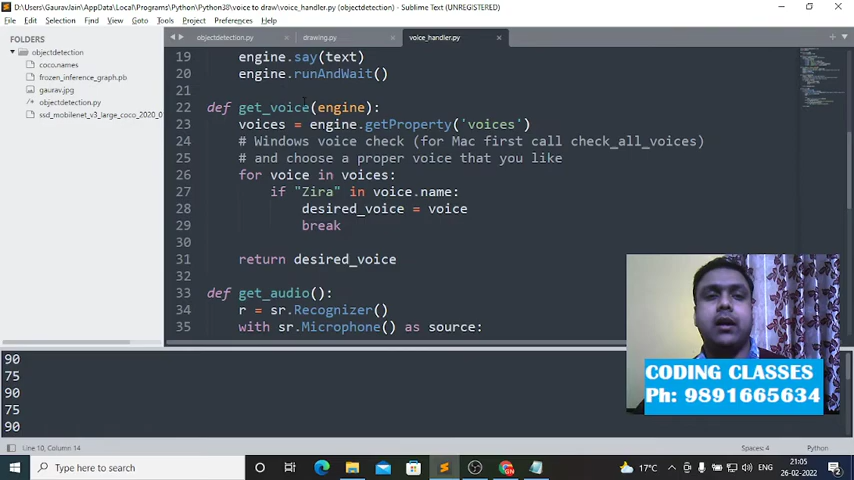 D:\Users\GauravJain\AppData\Local\Programs\Python\Python38\voice to draw\voice_handler.py (objectdetection) - Sublime Text (UNREGISTERED)
File Edit Selection Find View Goto Tools Project Preferences Help
FOLDERS
objectdetection
coco.names
frozen_inference_graph.pb
gaurav.jpg
objectdetection.py
ssd_mobilenet_v3_large_coco_2020_0
objectdetection.py drawing.py voice_handler.py
19 engine.say(text)
20 engine.runAndWait()
21
22 def get_voice(engine):
23 voices = engine.getProperty('voices')
24 # Windows voice check (for Mac first call check_all_voices)
25 # and choose a proper voice that you like
26 for voice in voices:
27 if "Zira" in voice.name:
28 desired_voice = voice
29 break
30
31 return desired_voice
32
33 def get_audio():
34 r = sr.Recognizer()
35 with sr.Microphone() as source:
90
75
90
75
90
CODING CLASSES
Ph: 9891665634
Line 10, Column 14 Spaces: 4 Python
Type here to search
17°C ENG 21:05
26-02-2022
2